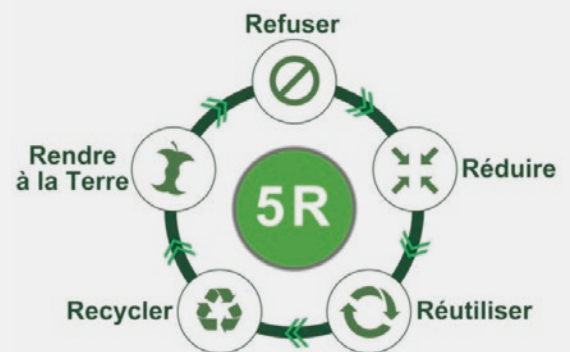 Refuser
Réduire
Réutiliser
Recycler
Rendre
à la Terre
5R